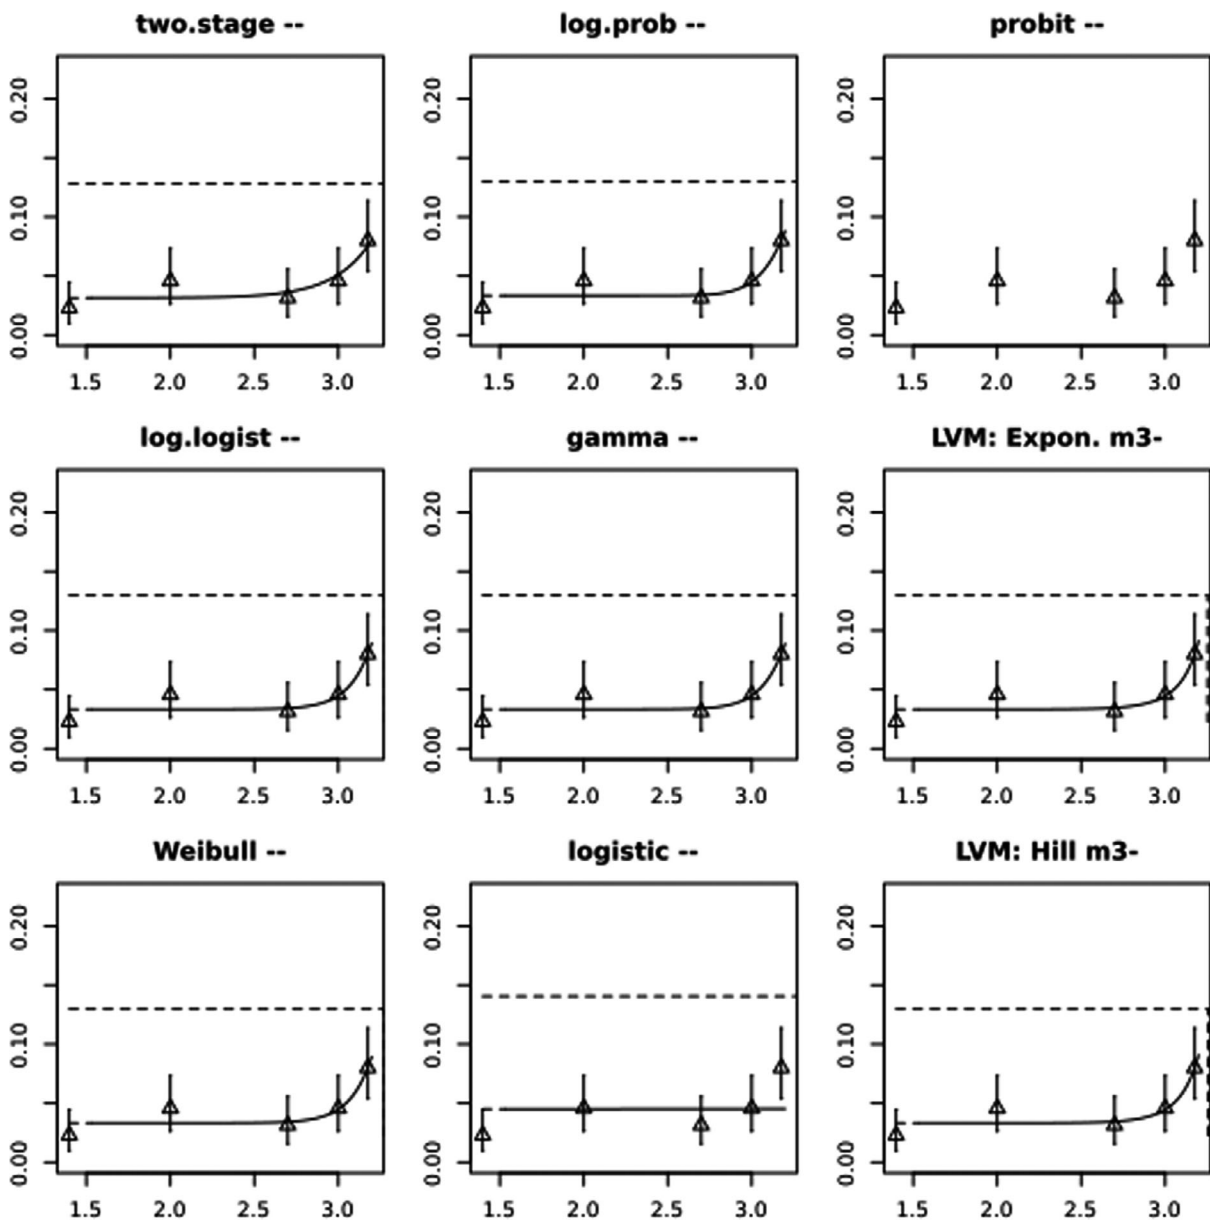 two.stage --
log.prob --
probit --
0.20
0.10
0.00
1.5 2.0 2.5 3.0
0.20
0.10
0.00
1.5 2.0 2.5 3.0
0.20
0.10
0.00
1.5 2.0 2.5 3.0
log.logist --
gamma --
LVM: Expon. m3-
0.20
0.10
0.00
1.5 2.0 2.5 3.0
0.20
0.10
0.00
1.5 2.0 2.5 3.0
0.20
0.10
0.00
1.5 2.0 2.5 3.0
Weibull --
logistic --
LVM: Hill m3-
0.20
0.10
0.00
1.5 2.0 2.5 3.0
0.20
0.10
0.00
1.5 2.0 2.5 3.0
0.20
0.10
0.00
1.5 2.0 2.5 3.0